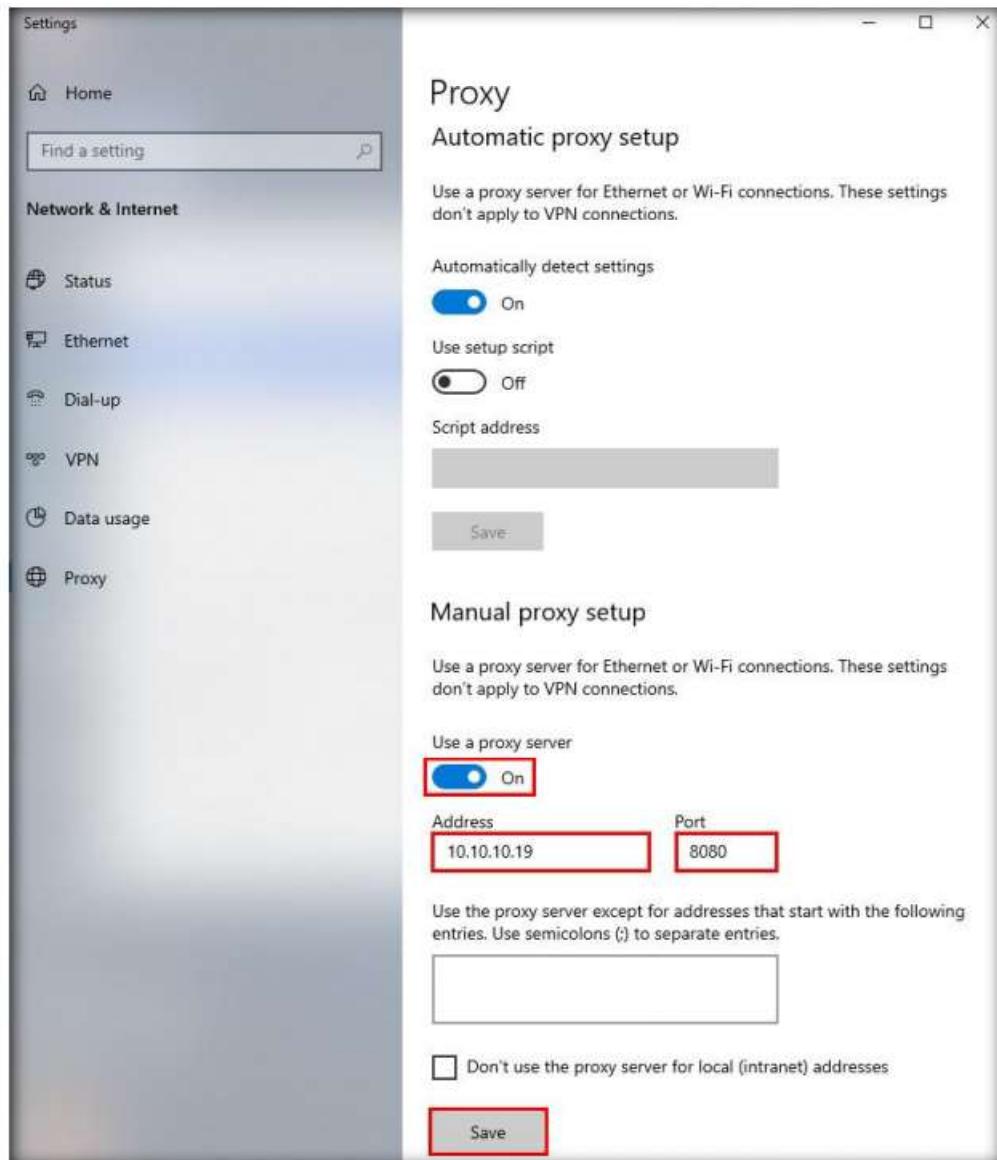 Settings
Home
Find a setting
Network & Internet
Status
Ethernet
Dial-up
VPN
Data usage
Proxy
Proxy
Automatic proxy setup
Use a proxy server for Ethernet or Wi-Fi connections. These settings
don't apply to VPN connections.
Automatically detect settings
On
Use setup script
Off
Script address
Save
Manual proxy setup
Use a proxy server for Ethernet or Wi-Fi connections. These settings
don't apply to VPN connections.
Use a proxy server
On
Address Port
10.10.10.19 8080
Use the proxy server except for addresses that start with the following
entries. Use semicolons (;) to separate entries.
Don't use the proxy server for local (intranet) addresses
Save